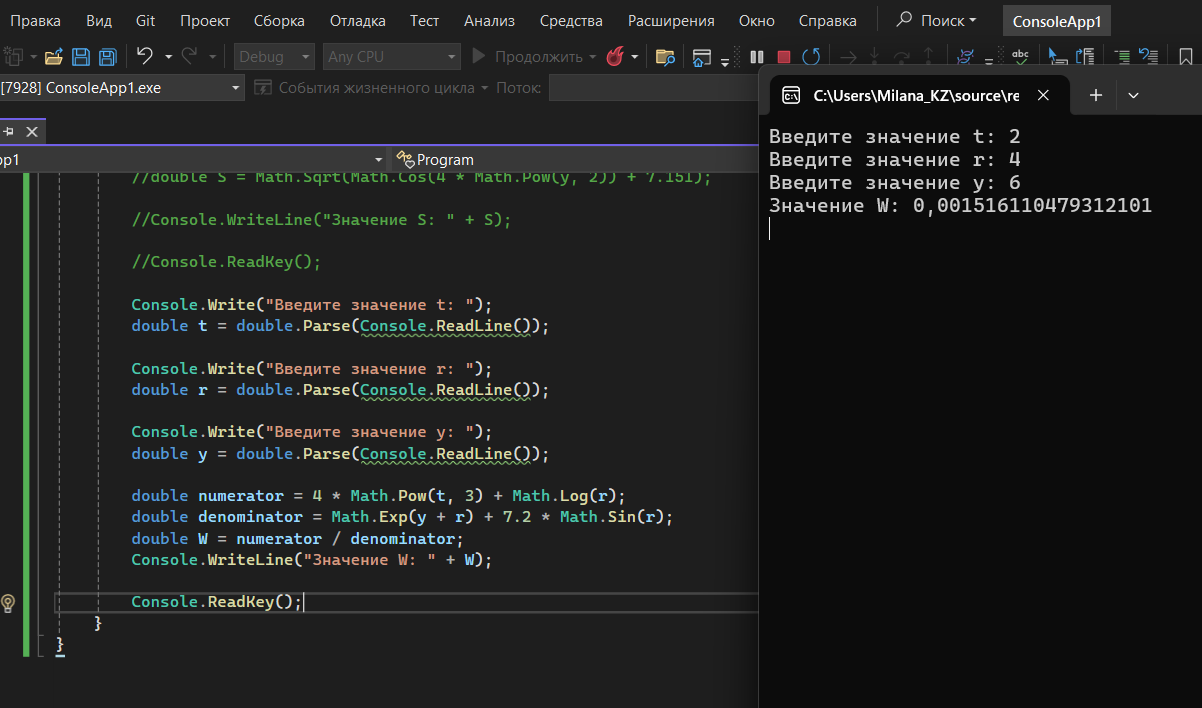 Правка Вид Git Проект Сборка Отладка Тест Анализ Средства Расширения Окно Справка Поиск ConsoleApp1
Debug Any CPU Продолжить abc
[7928] ConsoleApp1.exe События жизненного цикла Поток:
C:\Users\Milana_KZ\source\re
pp1 Program
//double S = Math.Sqrt(Math.Cos(4 * Math.Pow(y, 2)) + 7.151);
//Console.WriteLine("Значение S: " + S);
//Console.ReadKey();
Console.Write("Введите значение t: ");
double t = double.Parse(Console.ReadLine());
Console.Write("Введите значение r: ");
double r = double.Parse(Console.ReadLine());
Console.Write("Введите значение y: ");
double y = double.Parse(Console.ReadLine());
double numerator = 4 * Math.Pow(t, 3) + Math.Log(r);
double denominator = Math.Exp(y + r) + 7.2 * Math.Sin(r);
double W = numerator / denominator;
Console.WriteLine("Значение W: " + W);
Console.ReadKey();
}
}
Введите значение t: 2
Введите значение r: 4
Введите значение y: 6
Значение W: 0,001516110479312101